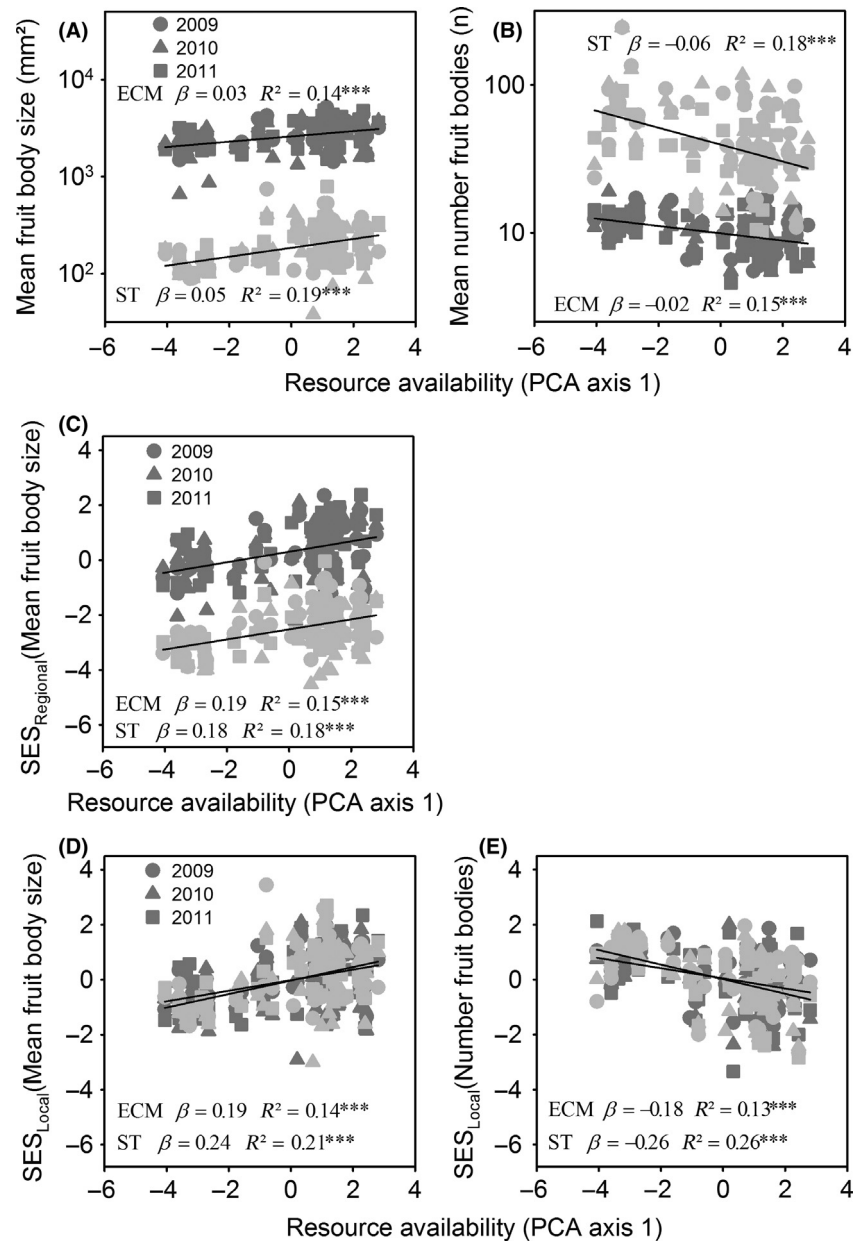 (A)
2009
2010
2011
ECM β = 0.03 R² = 0.14***
ST β = 0.05 R² = 0.19***
Mean fruit body size (mm²)
10⁴
10³
10²
−6 −4 −2 0 2 4
(B)
ST β = −0.06 R² = 0.18***
ECM β = −0.02 R² = 0.15***
Mean number fruit bodies (n)
100
10
−6 −4 −2 0 2 4
Resource availability (PCA axis 1)
(C)
2009
2010
2011
ECM β = 0.19 R² = 0.15***
ST β = 0.18 R² = 0.18***
SES_Regional(Mean fruit body size)
4
2
0
−2
−4
−6
−6 −4 −2 0 2 4
Resource availability (PCA axis 1)
(D)
2009
2010
2011
ECM β = 0.19 R² = 0.14***
ST β = 0.24 R² = 0.21***
SES_Local(Mean fruit body size)
4
2
0
−2
−4
−6
−6 −4 −2 0 2 4
(E)
ECM β = −0.18 R² = 0.13***
ST β = −0.26 R² = 0.26***
SES_Local(Number fruit bodies)
4
2
0
−2
−4
−6
−6 −4 −2 0 2 4
Resource availability (PCA axis 1)